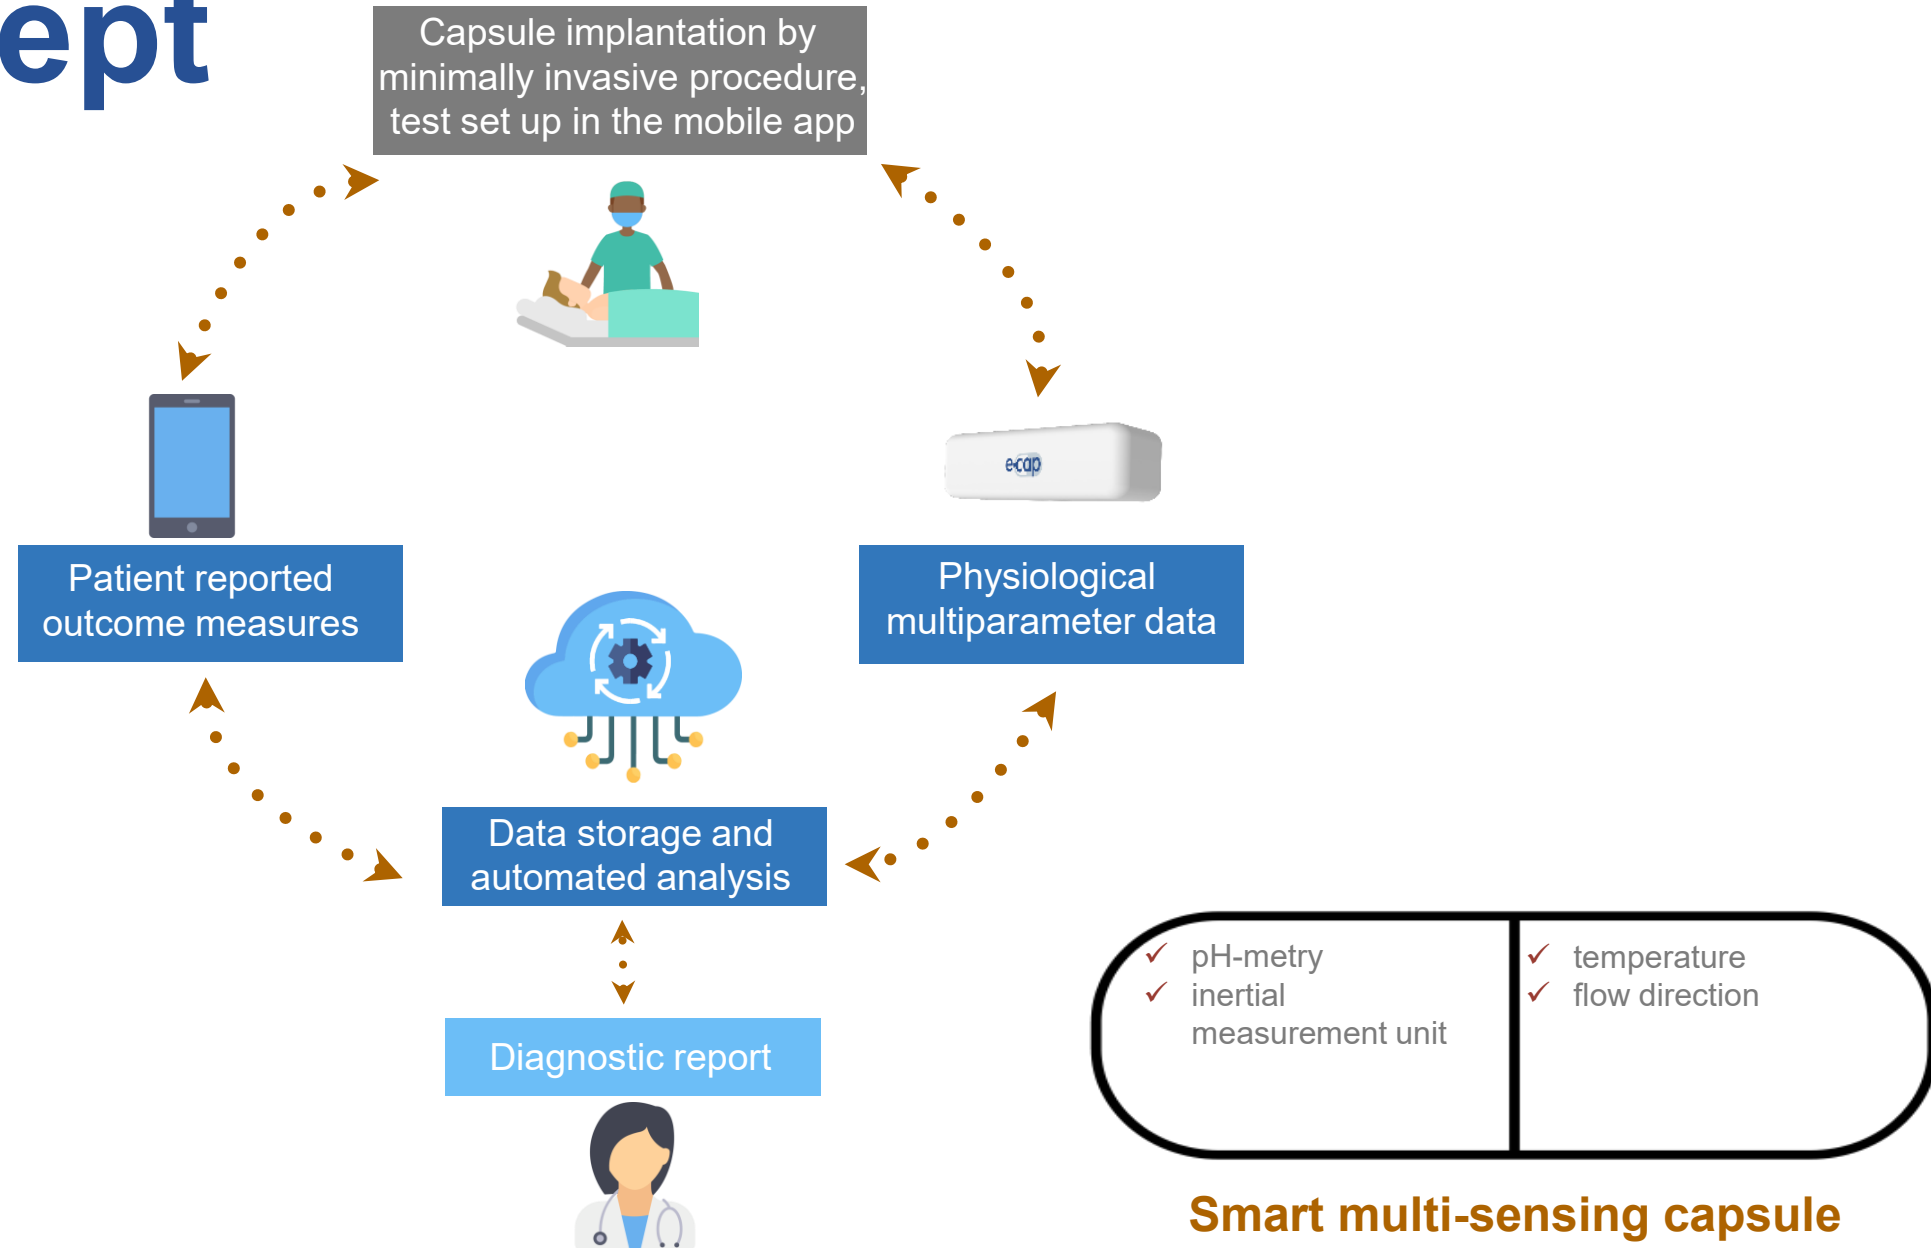 ept
Capsule implantation by
minimally invasive procedure,
test set up in the mobile app
e-cap
Patient reported
outcome measures
Physiological
multiparameter data
Data storage and
automated analysis
Diagnostic report
pH-metry
inertial
measurement unit
temperature
flow direction
Smart multi-sensing capsule